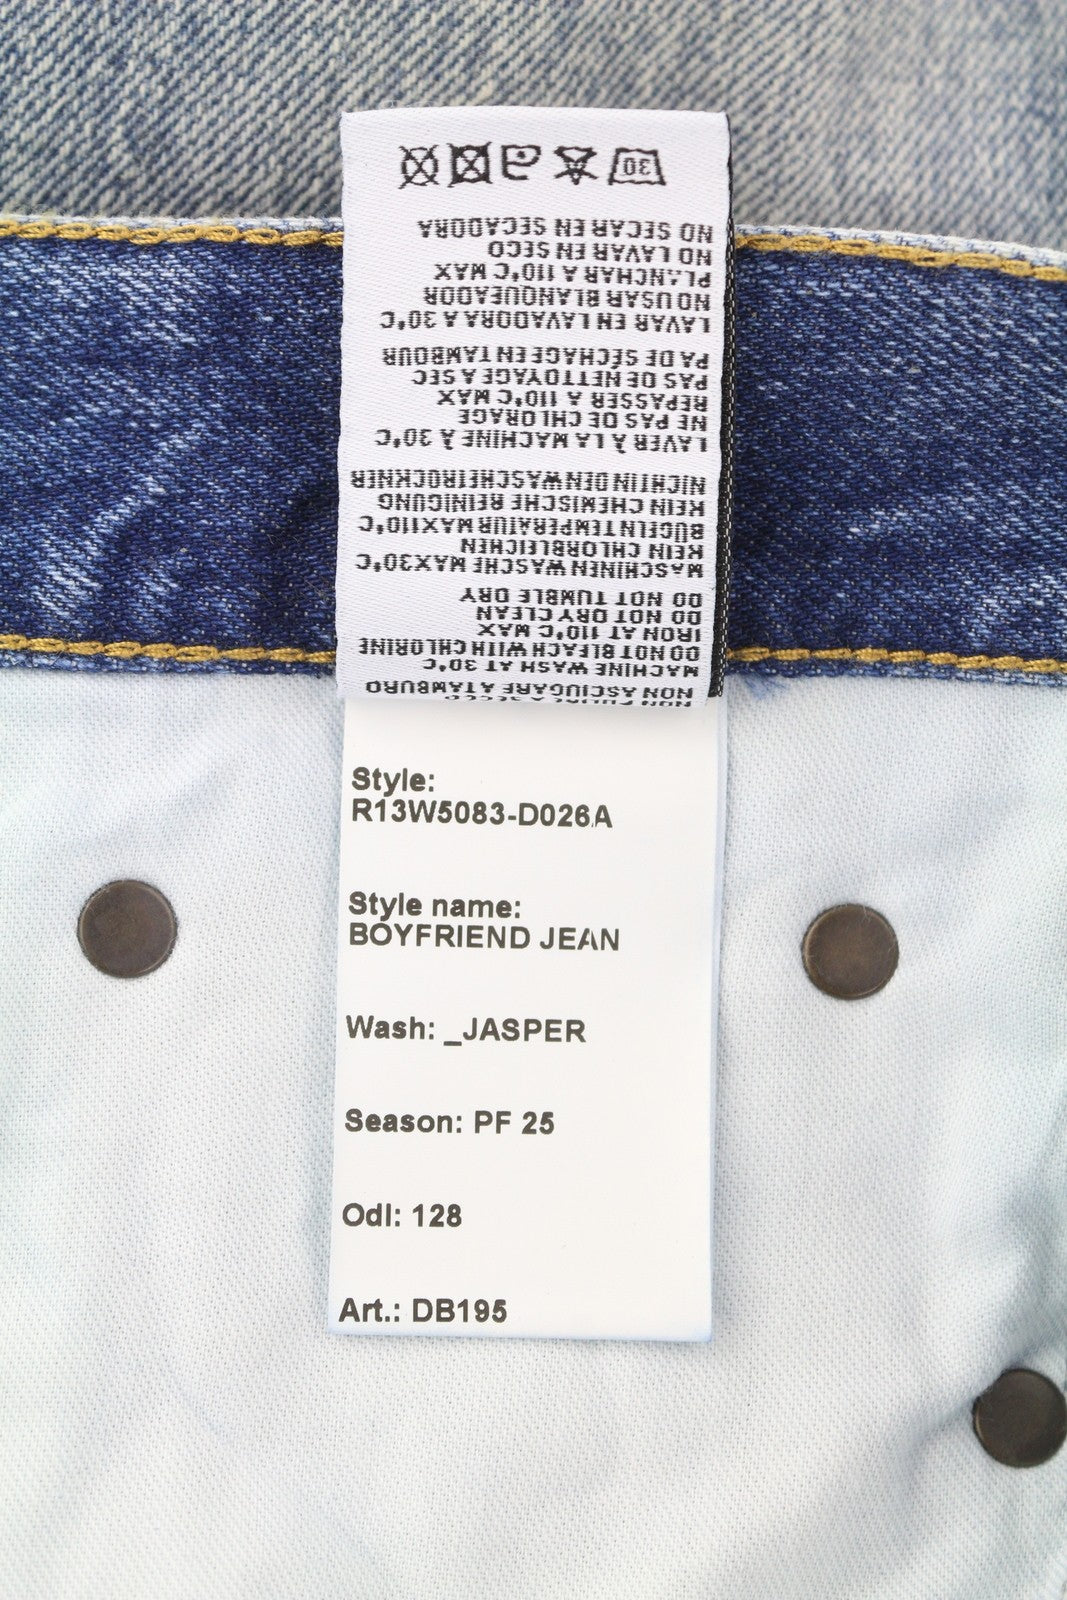 NON PULIRE A SECCO
NON ASCIUGARE A TAMBURO
MACHINE WASH AT 30°C
DO NOT BLEACH WITH CHLORINE
IRON AT 110°C MAX
DO NOT DRY CLEAN
DO NOT TUMBLE DRY
MASCHINEN WASCHE MAX30°C
KEIN CHLORBLEICHEN
BUGELN TEMPERATUR MAX110°C
KEIN CHEMISCHE REINIGUNG
NICHT IN DEN WASCHETROCKNER
LAVER À LA MACHINE À 30°C
NE PAS DE CHLORAGE
REPASSER A 110°C MAX
PAS DE NETTOYAGE A SEC
PA DE SÉCHAGE EN TAMBOUR
LAVAR EN LAVADORA A 30°C
NO USAR BLANQUEADOR
PLANCHAR A 110°C MAX
NO LAVAR EN SECO
NO SECAR EN SECADORA
30
Style:
R13W5083-D026A
Style name:
BOYFRIEND JEAN
Wash: _JASPER
Season: PF 25
Odl: 128
Art.: DB195